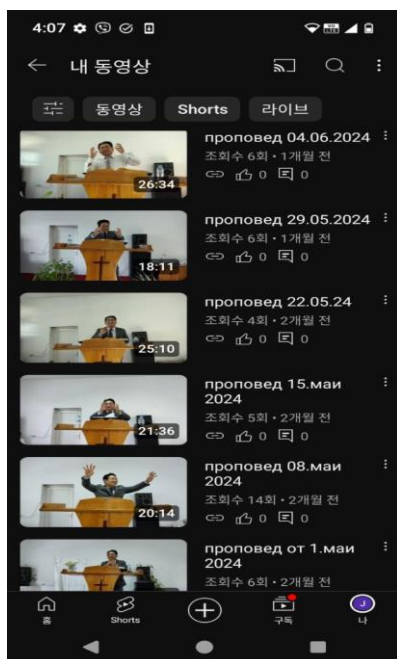 4:07
내 동영상
동영상 Shorts 라이브
проповед 04.06.2024
조회수 6회 • 1개월 전
0 0
26:34
проповед 29.05.2024
조회수 6회 • 1개월 전
0 0
18:11
проповед 22.05.24
조회수 4회 • 2개월 전
0 0
25:10
проповед 15.маи
2024
조회수 5회 • 2개월 전
0 0
21:36
проповед 08.маи
2024
조회수 14회 • 2개월 전
0 0
20:14
проповед от 1.маи
2024
조회수 6회 • 2개월 전
홈 Shorts 구독 J 나